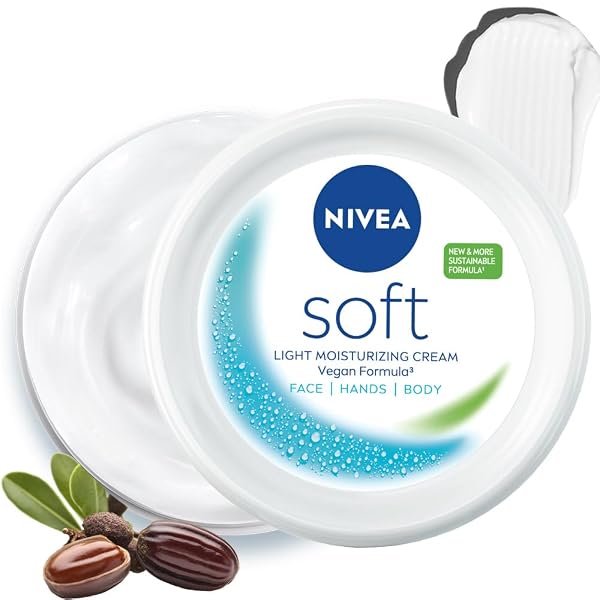 NIVEA
NEW & MORE
SUSTAINABLE
FORMULA¹
soft
LIGHT MOISTURIZING CREAM
Vegan Formula³
FACE | HANDS | BODY